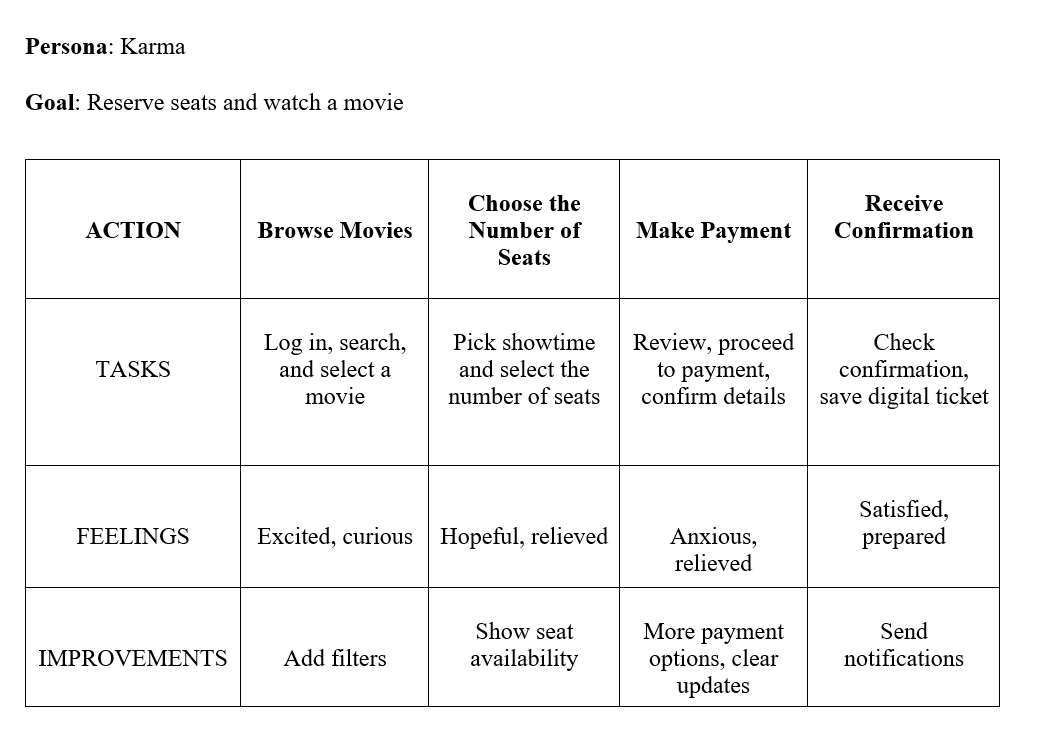 Persona: Karma
Goal: Reserve seats and watch a movie
ACTION
Browse Movies
Choose the
Number of
Seats
Make Payment
Receive
Confirmation
TASKS
Log in, search,
and select a
movie
Pick showtime
and select the
number of seats
Review, proceed
to payment,
confirm details
Check
confirmation,
save digital ticket
FEELINGS
Excited, curious
Hopeful, relieved
Anxious,
relieved
Satisfied,
prepared
IMPROVEMENTS
Add filters
Show seat
availability
More payment
options, clear
updates
Send
notifications